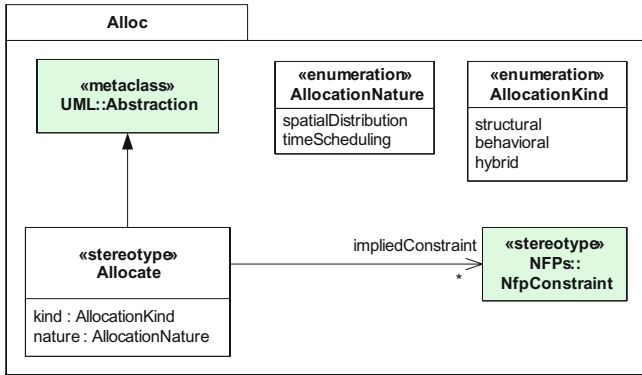 Alloc
«metaclass»
UML::Abstraction
«enumeration»
AllocationNature
spatialDistribution
timeScheduling
«enumeration»
AllocationKind
structural
behavioral
hybrid
«stereotype»
Allocate
kind : AllocationKind
nature : AllocationNature
impliedConstraint
*
«stereotype»
NFPs::
NfpConstraint